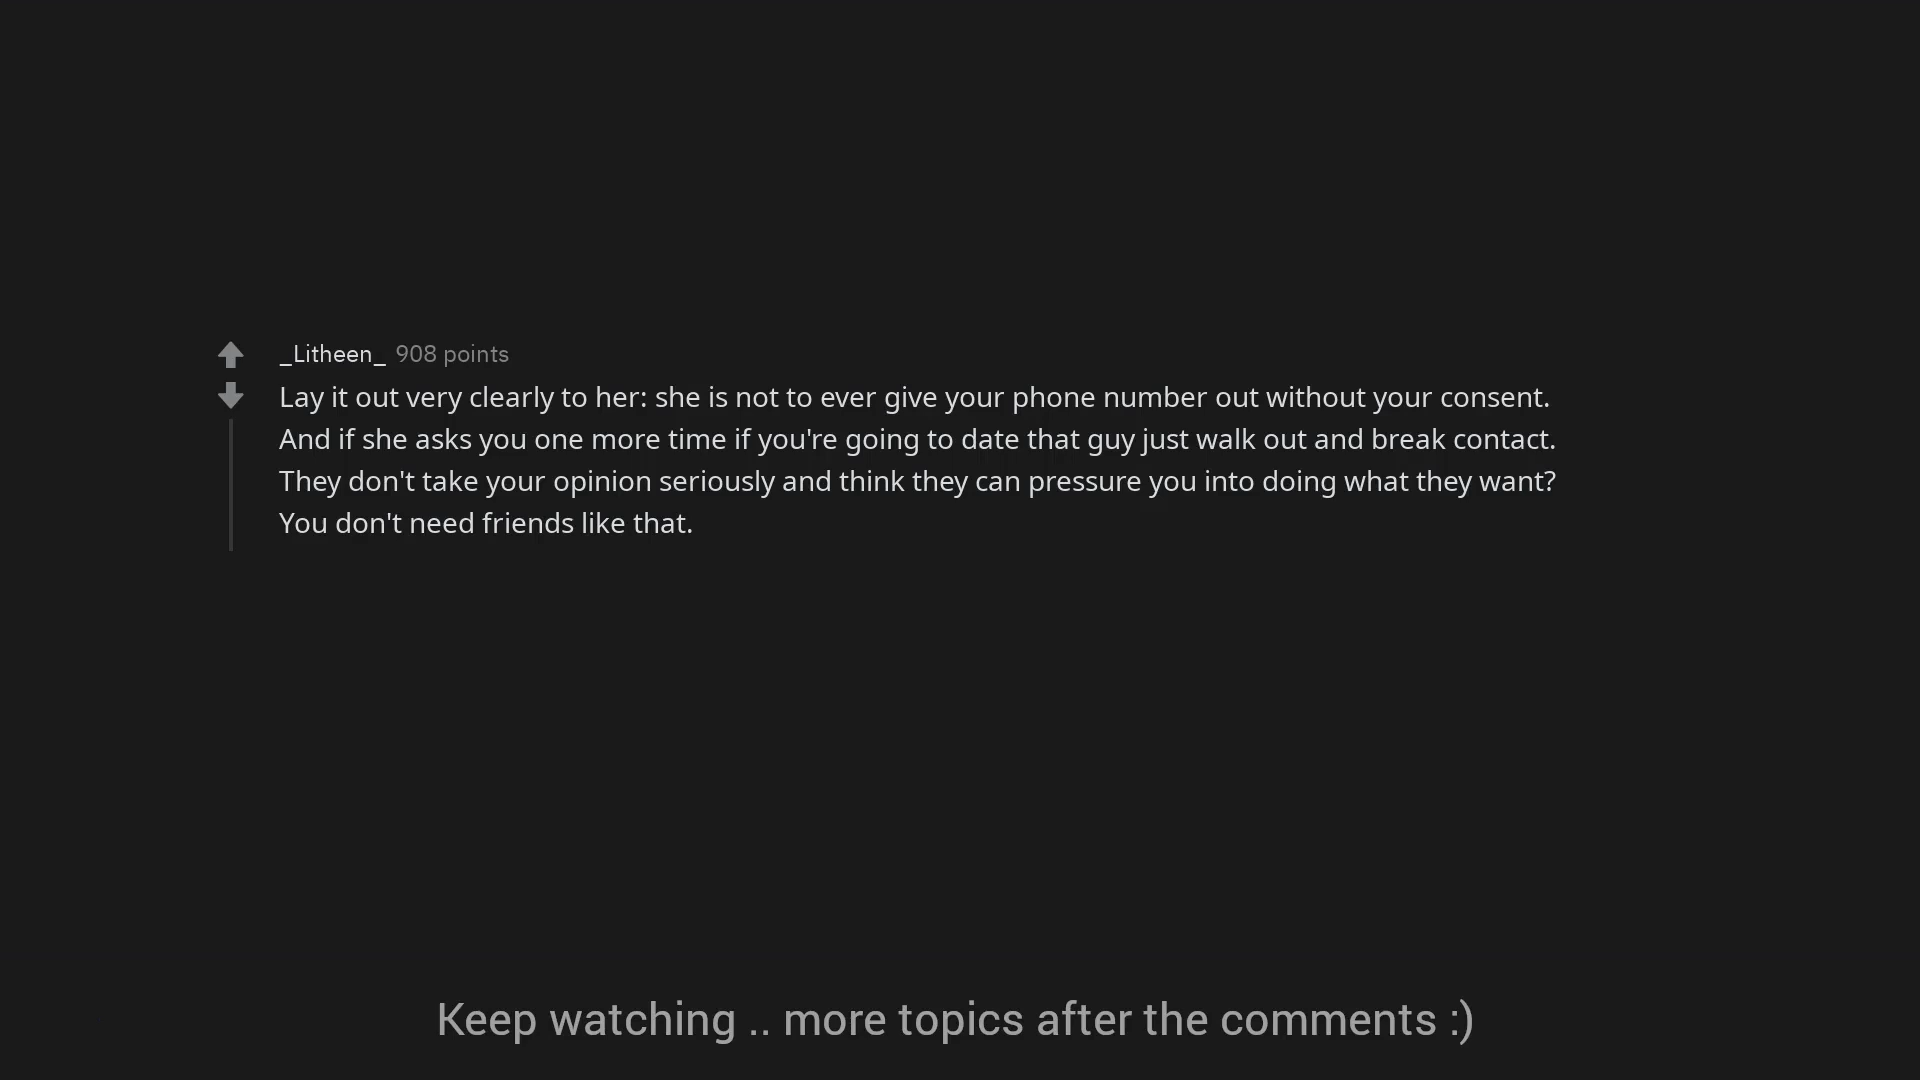 _Litheen_ 908 points
Lay it out very clearly to her: she is not to ever give your phone number out without your consent.
And if she asks you one more time if you're going to date that guy just walk out and break contact.
They don't take your opinion seriously and think they can pressure you into doing what they want?
You don't need friends like that.
Keep watching .. more topics after the comments :)